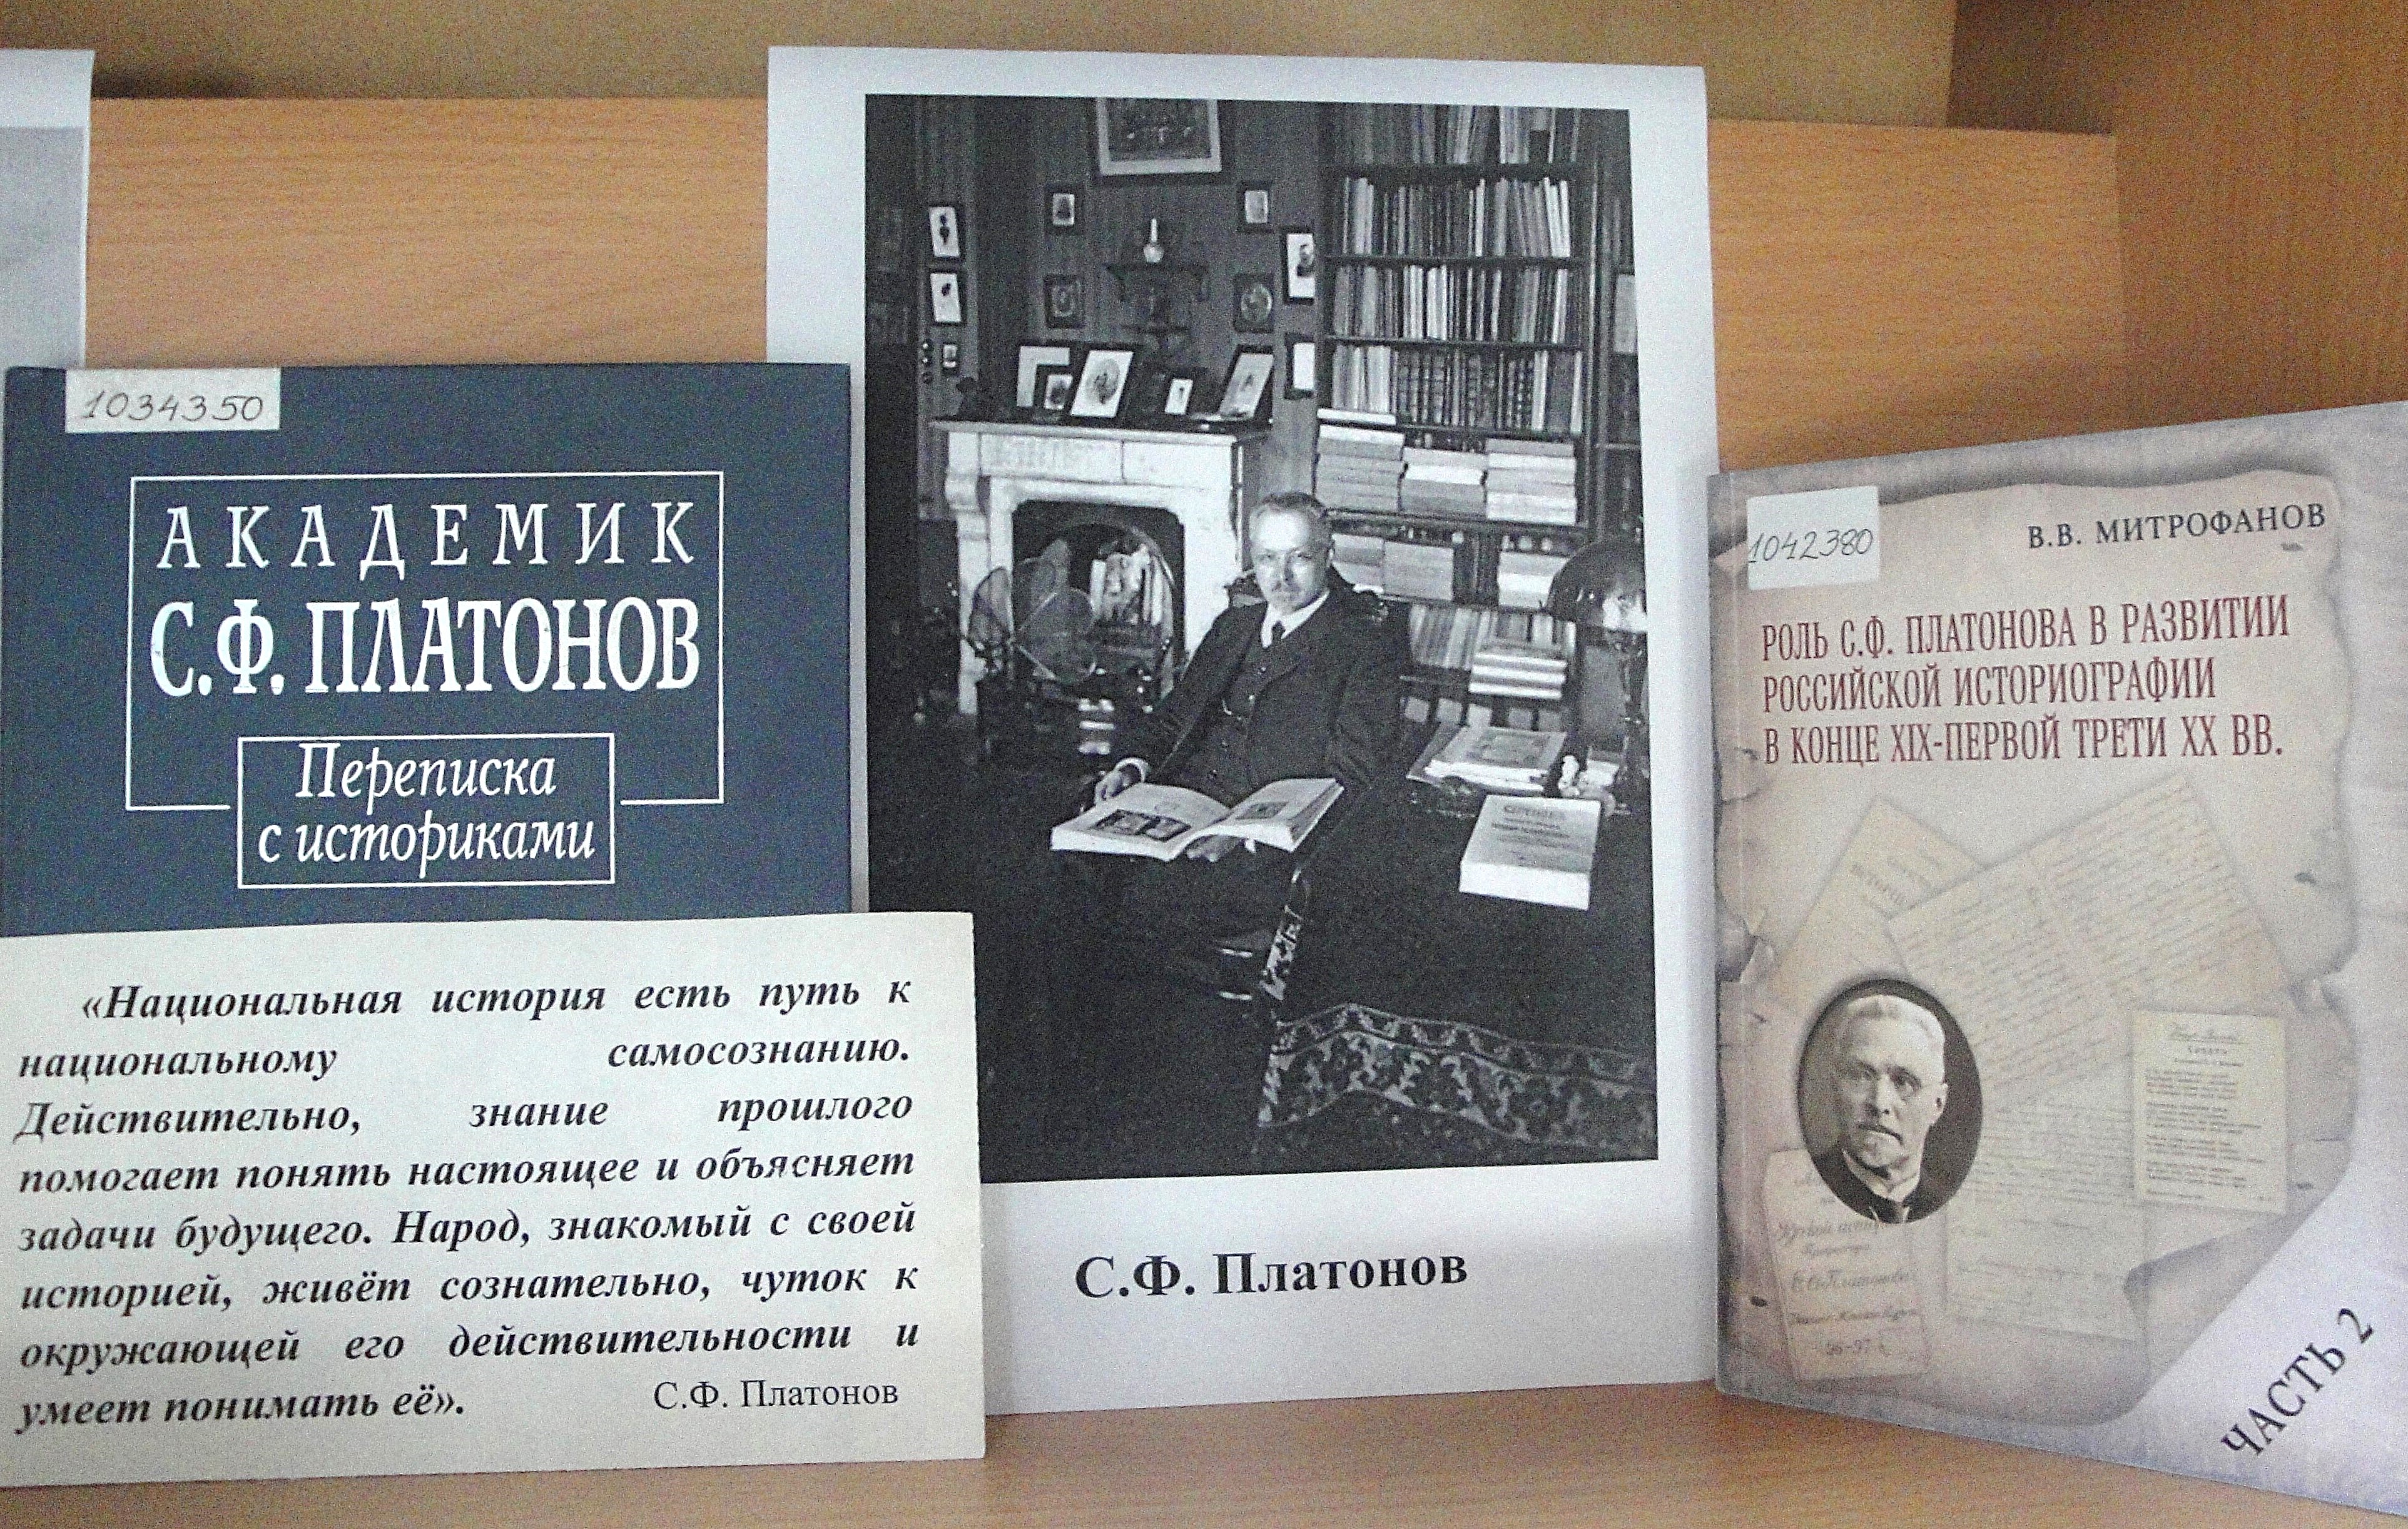 1034350
АКАДЕМИК
С.Ф. ПЛАТОНОВ
Переписка
с историками
«Национальная история есть путь к
национальному самосознанию.
Действительно, знание прошлого
помогает понять настоящее и объясняет
задачи будущего. Народ, знакомый с своей
историей, живёт сознательно, чуток к
окружающей его действительности и
умеет понимать её».
С.Ф. Платонов
С.Ф. Платонов
1042380
В.В. МИТРОФАНОВ
РОЛЬ С.Ф. ПЛАТОНОВА В РАЗВИТИИ
РОССИЙСКОЙ ИСТОРИОГРАФИИ
В КОНЦЕ XIX-ПЕРВОЙ ТРЕТИ XX ВВ.
ЧАСТЬ 2